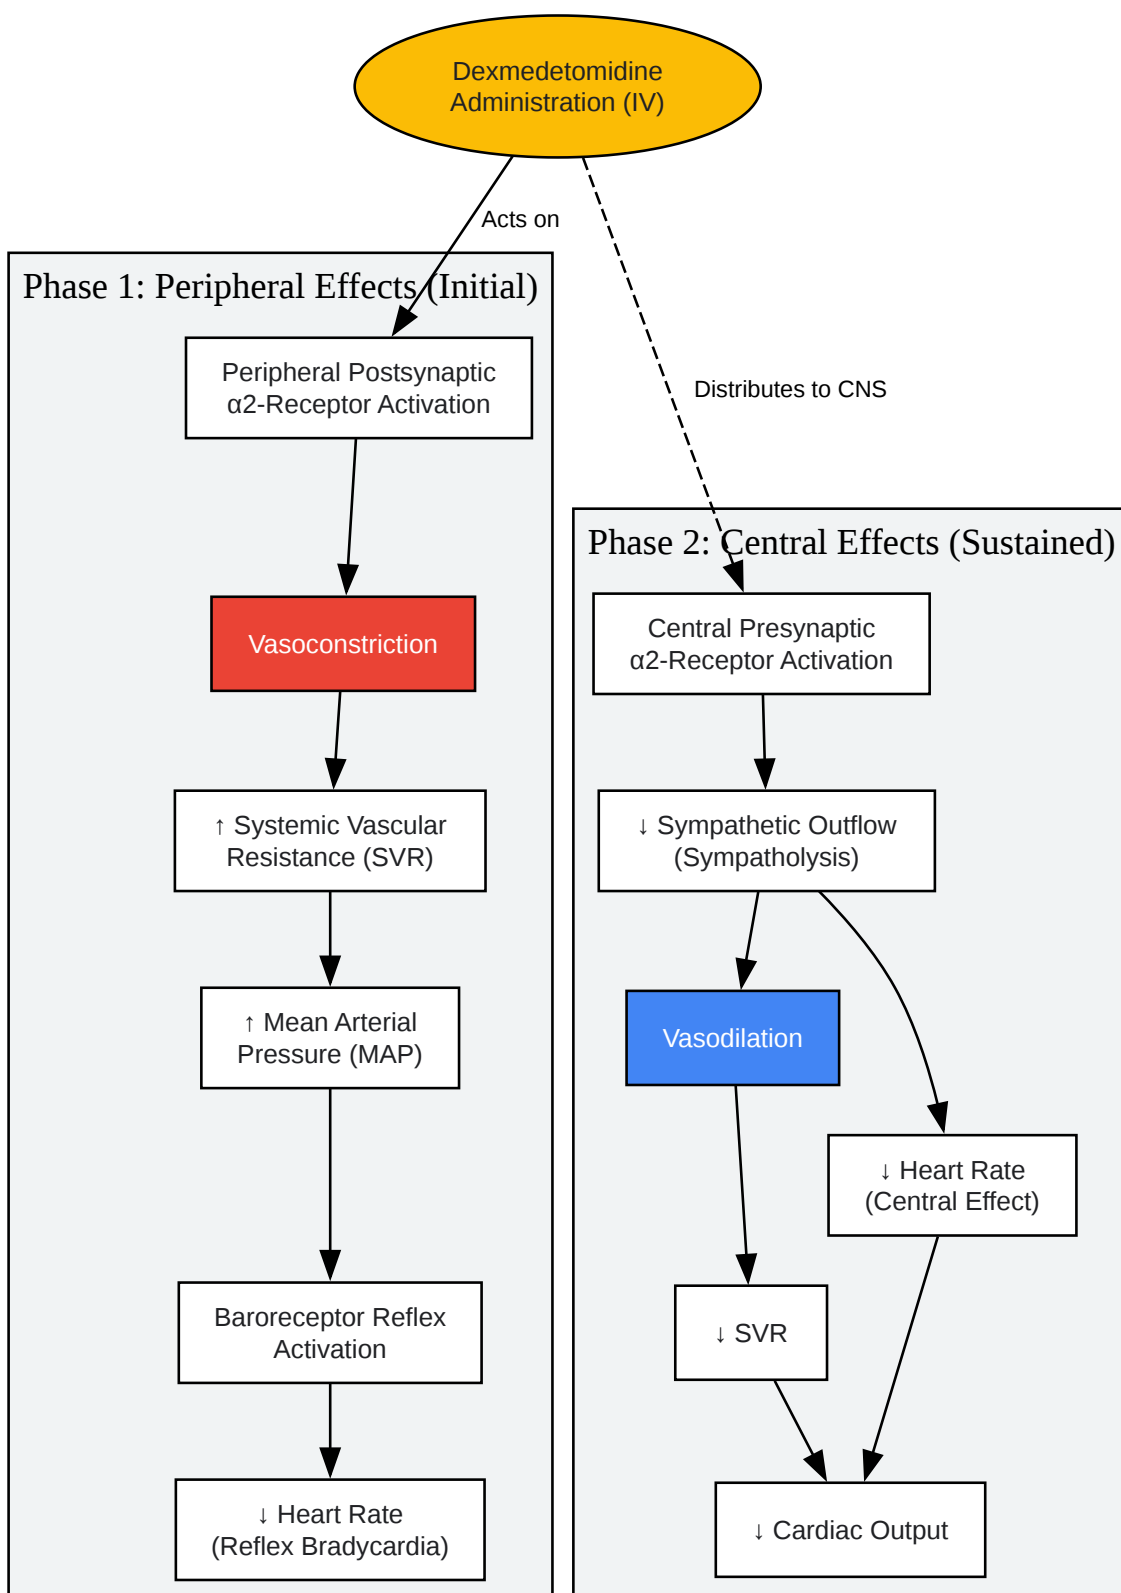 Dexmedetomidine
Administration (IV)
Acts on
Phase 1: Peripheral Effects (Initial)
Peripheral Postsynaptic
α2-Receptor Activation
Distributes to CNS
Vasoconstriction
↑ Systemic Vascular
Resistance (SVR)
↑ Mean Arterial
Pressure (MAP)
Baroreceptor Reflex
Activation
↓ Heart Rate
(Reflex Bradycardia)
Phase 2: Central Effects (Sustained)
Central Presynaptic
α2-Receptor Activation
↓ Sympathetic Outflow
(Sympatholysis)
Vasodilation
↓ Heart Rate
(Central Effect)
↓ SVR
↓ Cardiac Output